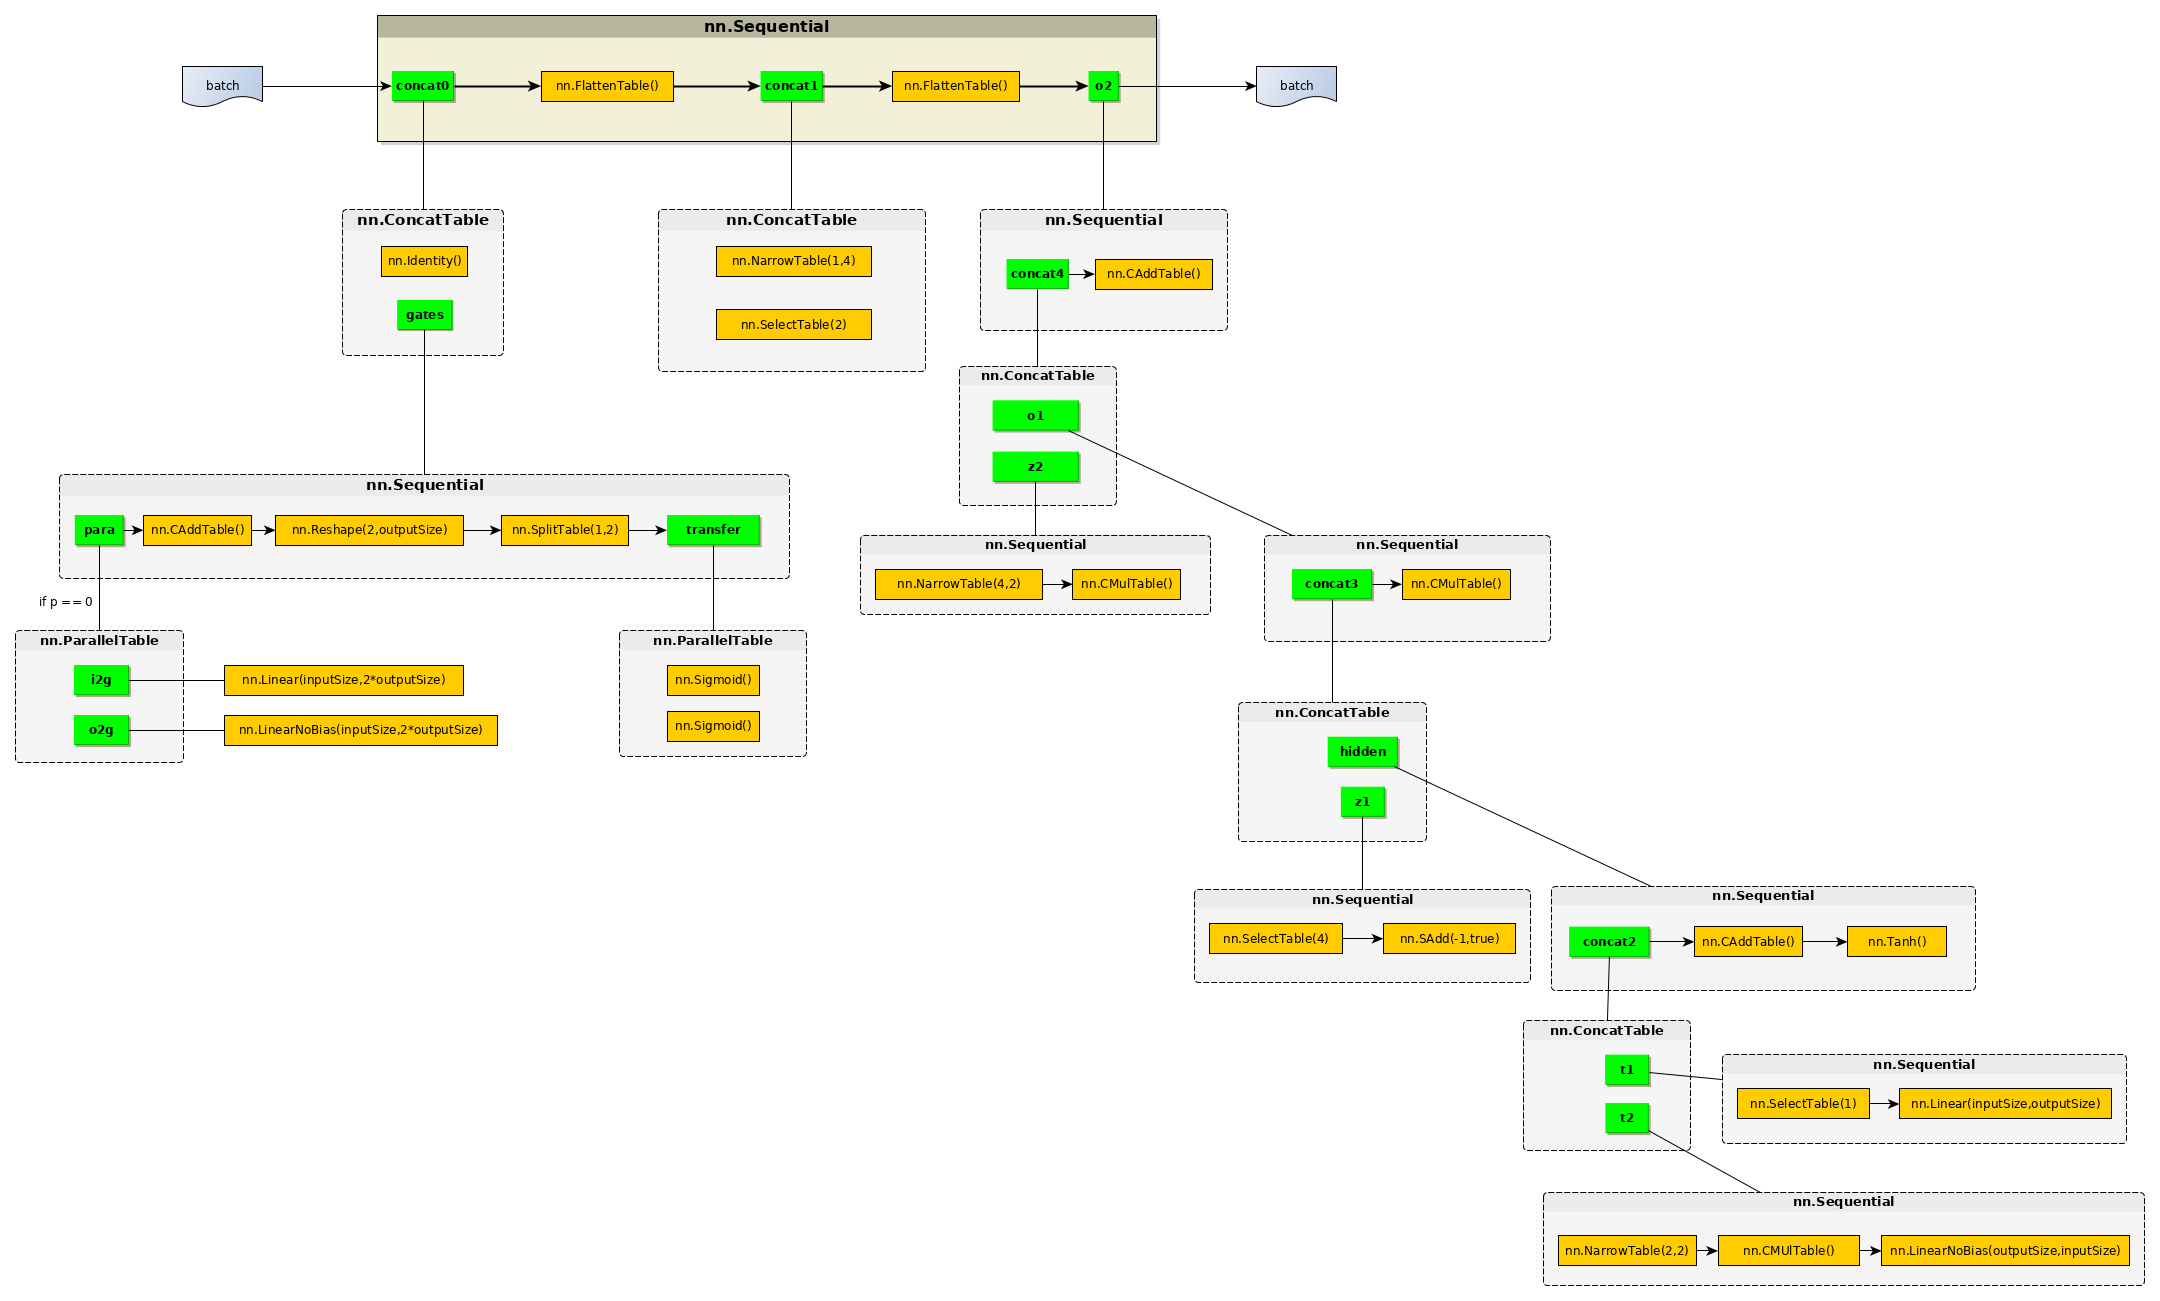 nn.Sequential
batch
concat0
nn.FlattenTable()
concat1
nn.FlattenTable()
o2
batch
nn.ConcatTable
nn.Identity()
gates
nn.ConcatTable
nn.NarrowTable(1,4)
nn.SelectTable(2)
nn.Sequential
concat4
nn.CAddTable()
nn.ConcatTable
o1
z2
nn.Sequential
para
nn.CAddTable()
nn.Reshape(2,outputSize)
nn.SplitTable(1,2)
transfer
if p == 0
nn.ParallelTable
i2g
nn.Linear(inputSize,2*outputSize)
o2g
nn.LinearNoBias(inputSize,2*outputSize)
nn.ParallelTable
nn.Sigmoid()
nn.Sigmoid()
nn.Sequential
nn.NarrowTable(4,2)
nn.CMulTable()
nn.Sequential
concat3
nn.CMulTable()
nn.ConcatTable
hidden
z1
nn.Sequential
nn.SelectTable(4)
nn.SAdd(-1,true)
nn.Sequential
concat2
nn.CAddTable()
nn.Tanh()
nn.ConcatTable
t1
t2
nn.Sequential
nn.SelectTable(1)
nn.Linear(inputSize,outputSize)
nn.Sequential
nn.NarrowTable(2,2)
nn.CMUlTable()
nn.LinearNoBias(outputSize,inputSize)